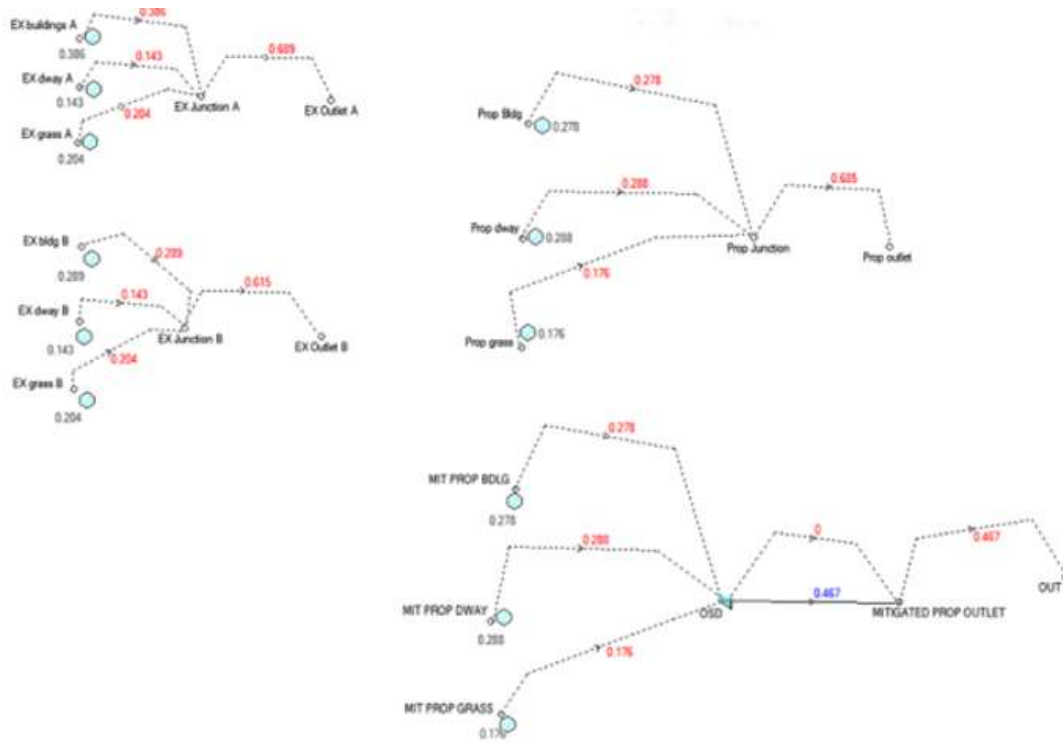 EX buildings A
0.386
0.386
EX dway A
0.143
0.143
EX grass A
0.204
0.204
EX Junction A
0.689
EX Outlet A
EX bldg B
0.289
0.289
EX dway B
0.143
0.143
EX grass B
0.204
0.204
EX Junction B
0.615
EX Outlet B
Prop Bldg
0.278
0.278
Prop dway
0.288
0.288
Prop grass
0.176
0.176
Prop Junction
0.685
Prop outlet
MIT PROP BDLG
0.278
0.278
MIT PROP DWAY
0.288
0.288
MIT PROP GRASS
0.176
0.176
OSD
0
0.467
MITIGATED PROP OUTLET
0.467
OUT